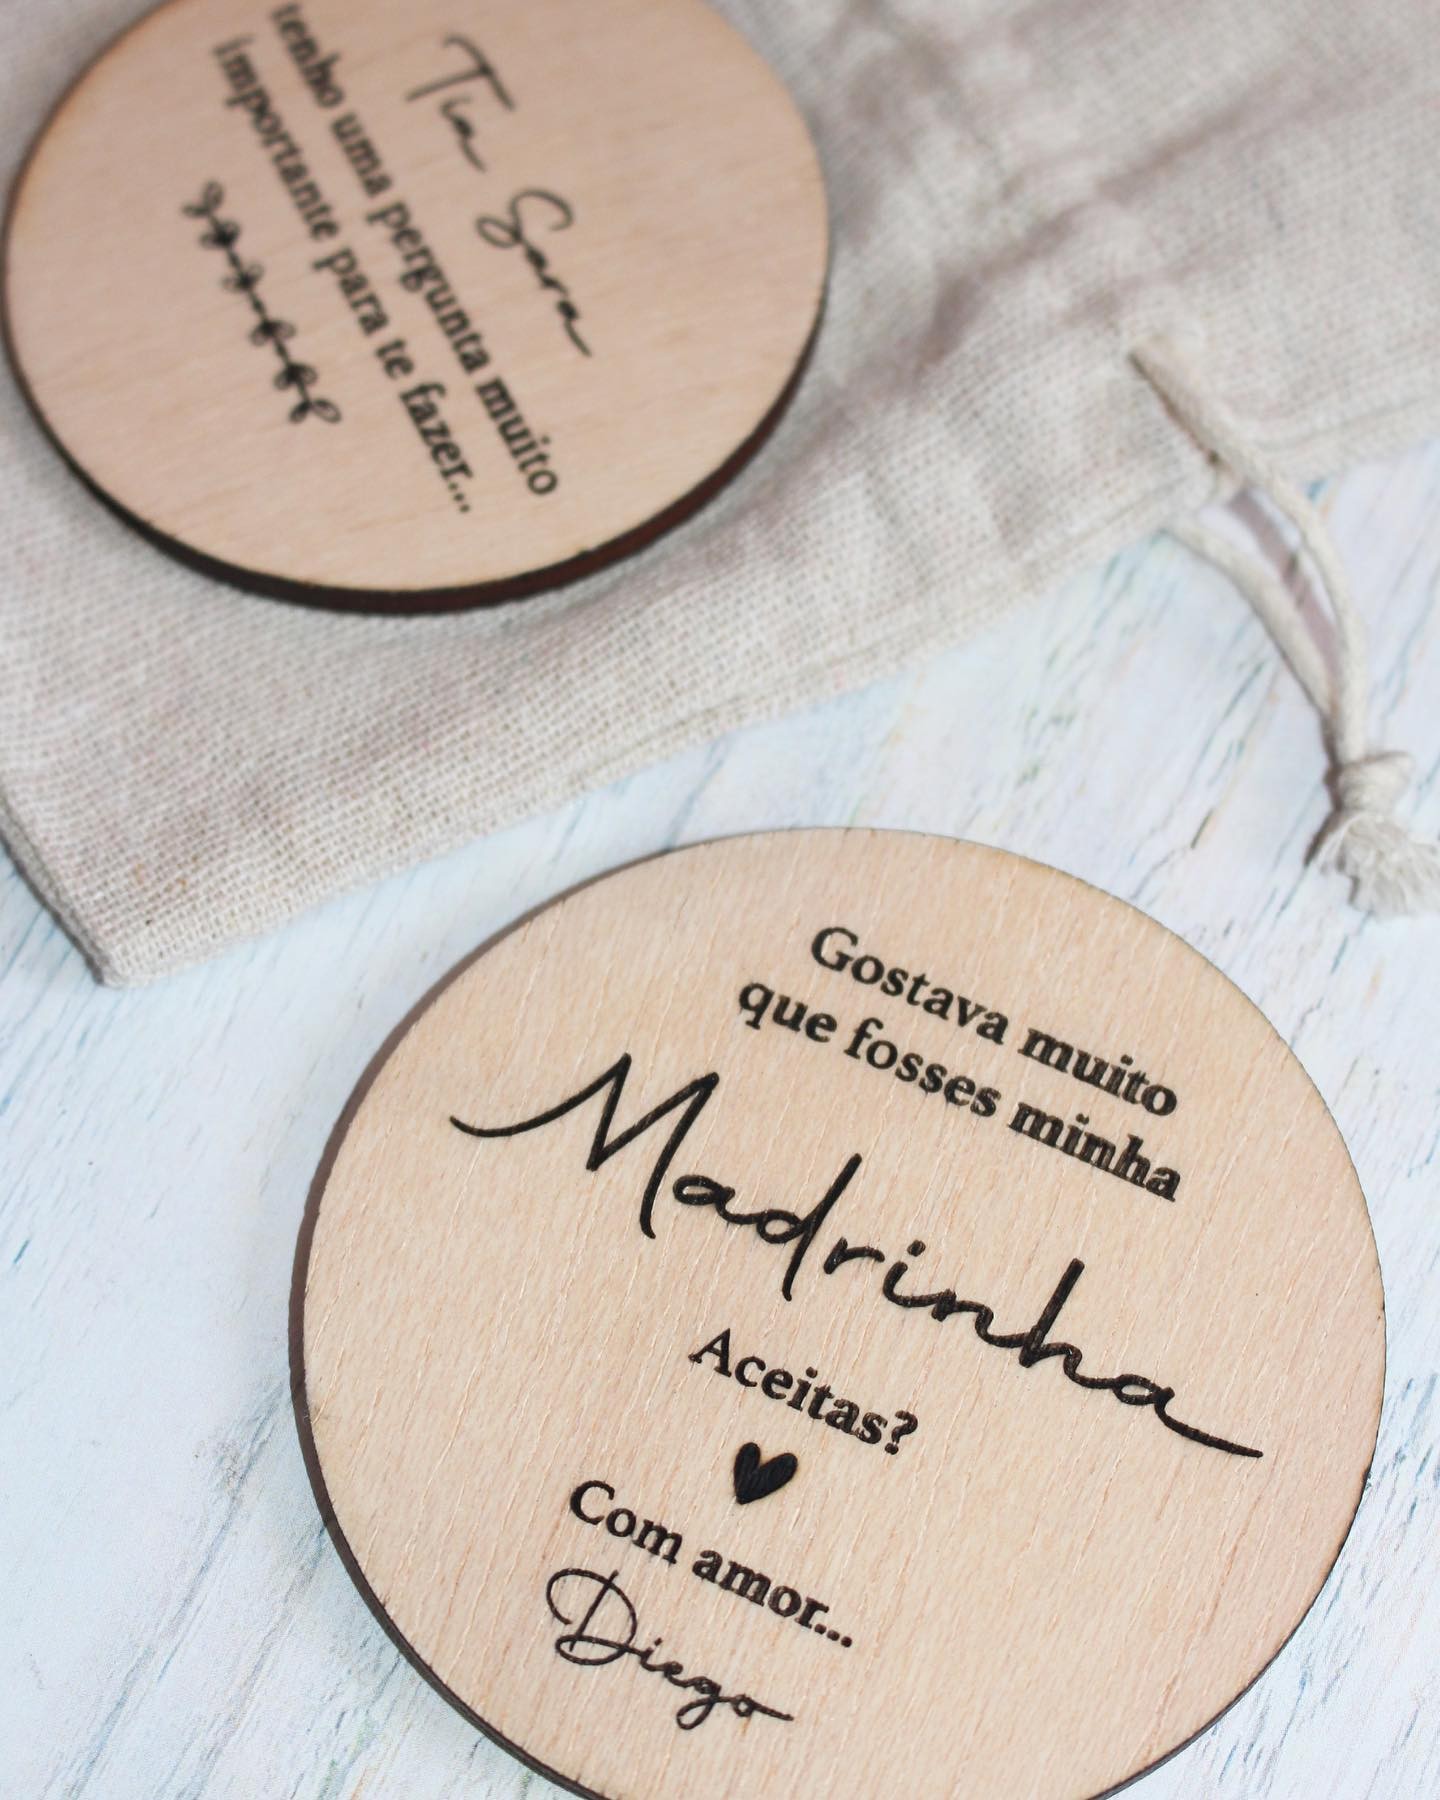 Tia Sara
tenho uma pergunta muito
importante para te fazer...
Gostava muito
que fosses minha
Madrinha
Aceitas?
Com amor...
Diego